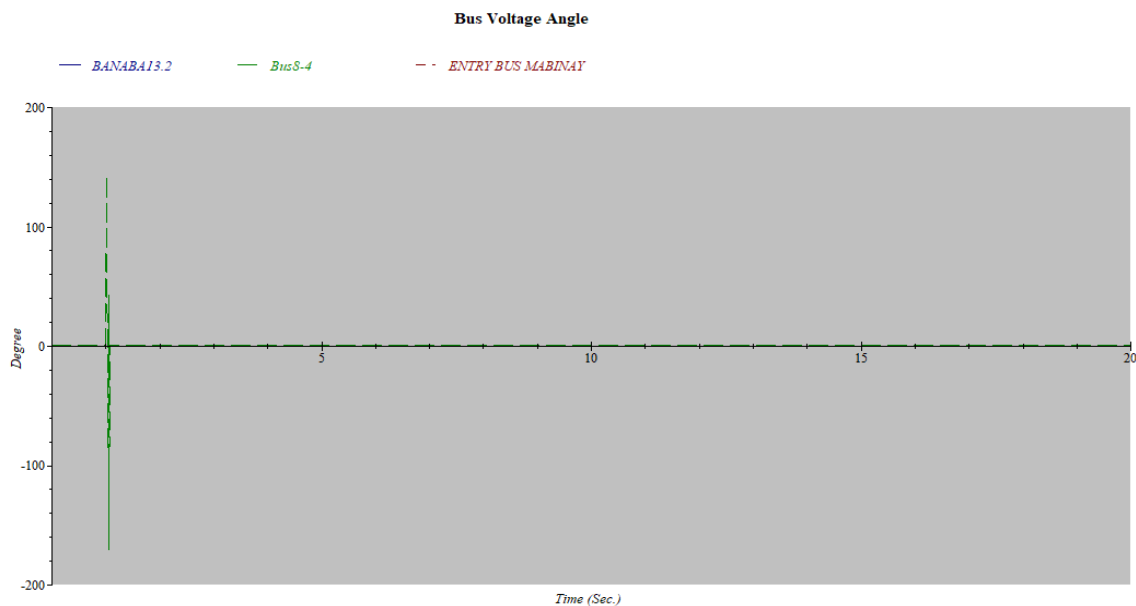 Bus Voltage Angle
BANABA13.2 Bus8-4 ENTRY BUS MABINAY
200
100
0
-100
-200
Degree
5 10 15 20
Time (Sec.)